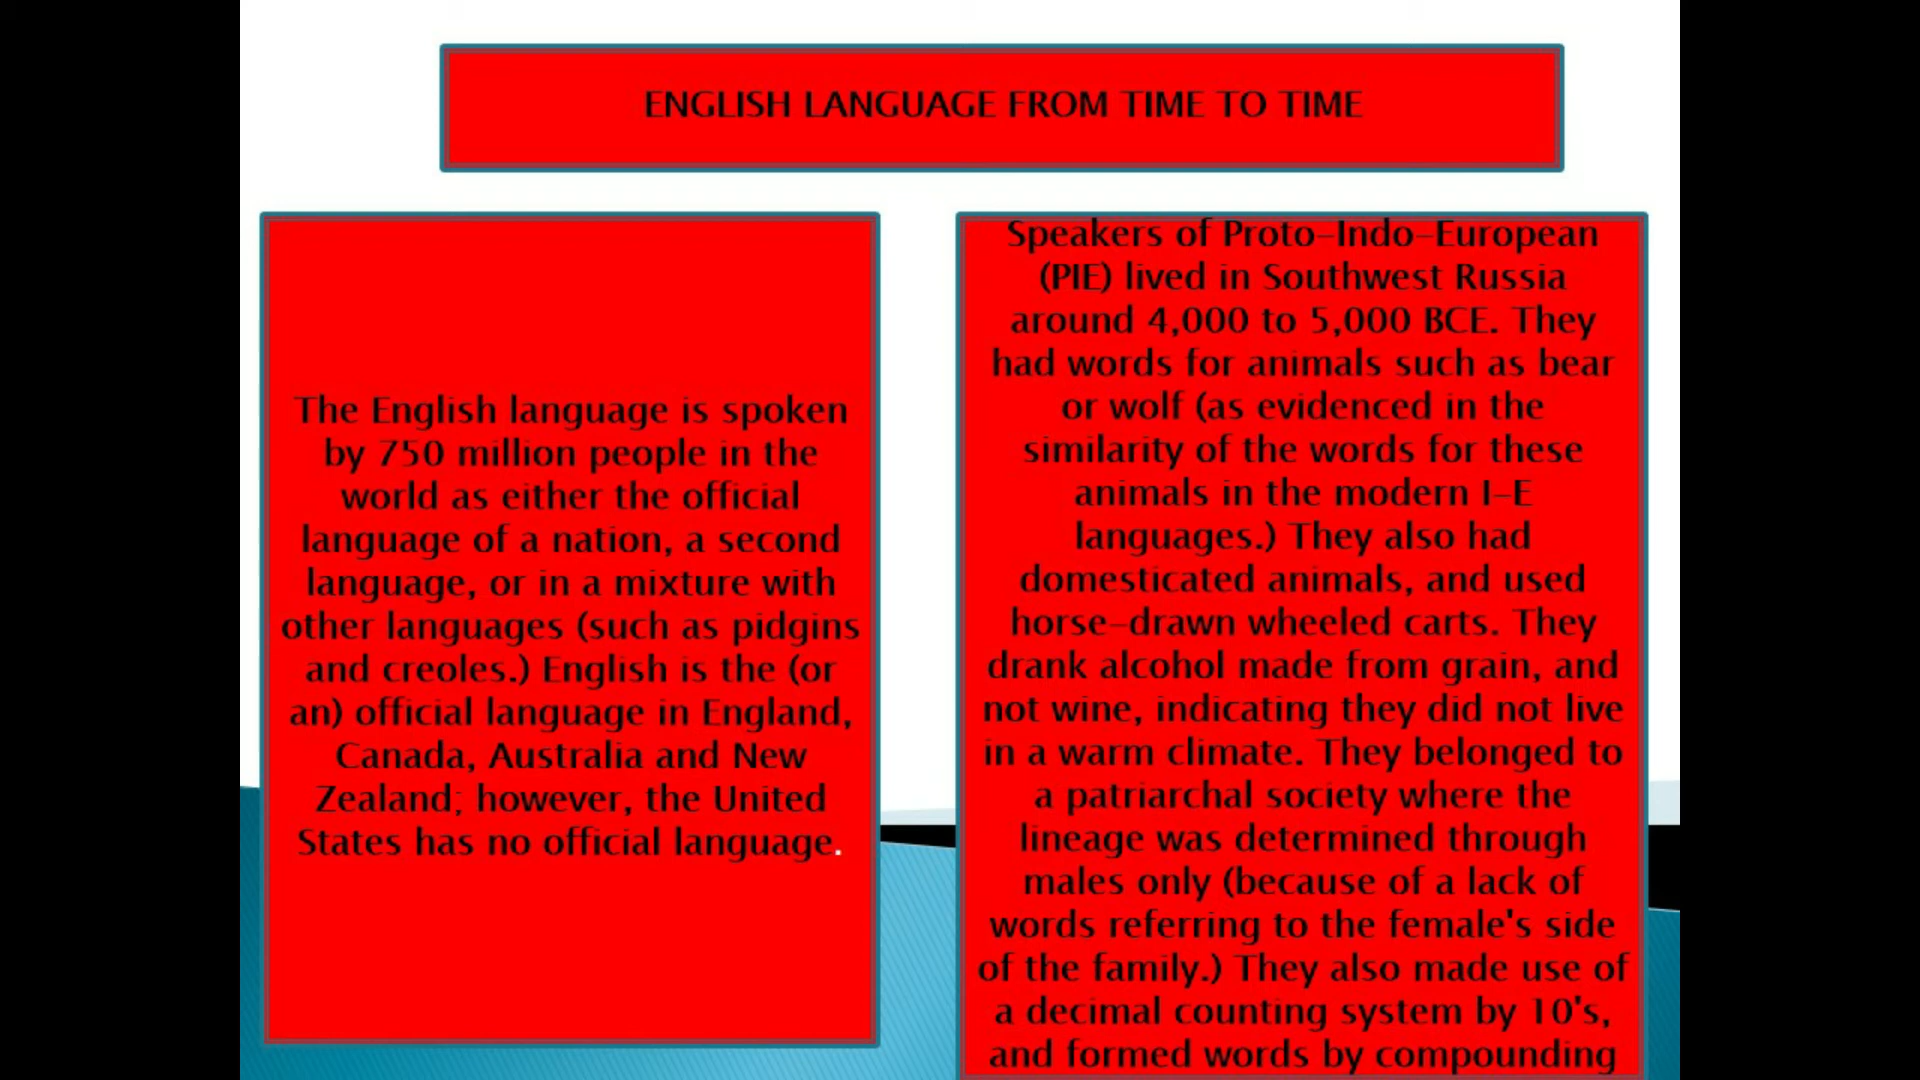 ENGLISH LANGUAGE FROM TIME TO TIME
The English language is spoken
by 750 million people in the
world as either the official
language of a nation, a second
language, or in a mixture with
other languages (such as pidgins
and creoles.) English is the (or
an) official language in England,
Canada, Australia and New
Zealand; however, the United
States has no official language.
Speakers of Proto-Indo-European
(PIE) lived in Southwest Russia
around 4,000 to 5,000 BCE. They
had words for animals such as bear
or wolf (as evidenced in the
similarity of the words for these
animals in the modern I-E
languages.) They also had
domesticated animals, and used
horse-drawn wheeled carts. They
drank alcohol made from grain, and
not wine, indicating they did not live
in a warm climate. They belonged to
a patriarchal society where the
lineage was determined through
males only (because of a lack of
words referring to the female's side
of the family.) They also made use of
a decimal counting system by 10's,
and formed words by compounding